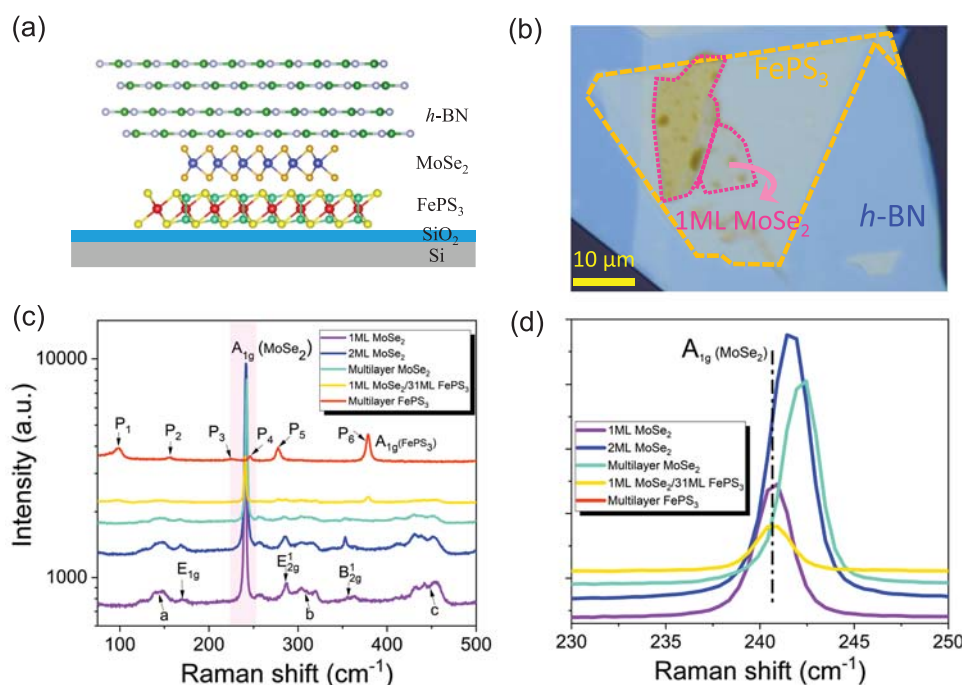 (a)
h-BN
MoSe₂
FePS₃
SiO₂
Si
(b)
FePS₃
1ML MoSe₂
h-BN
10 μm
(c)
Intensity (a.u.)
10000
1000
A₁g (MoSe₂)
1ML MoSe₂
2ML MoSe₂
Multilayer MoSe₂
1ML MoSe₂/31ML FePS₃
Multilayer FePS₃
P₁
P₂
P₃
P₄
P₅
P₆
A₁g(FePS₃)
E₁g
E¹₂g
B¹₂g
a
b
c
100 200 300 400 500
Raman shift (cm⁻¹)
(d)
A₁g (MoSe₂)
1ML MoSe₂
2ML MoSe₂
Multilayer MoSe₂
1ML MoSe₂/31ML FePS₃
Multilayer FePS₃
230 235 240 245 250
Raman shift (cm⁻¹)